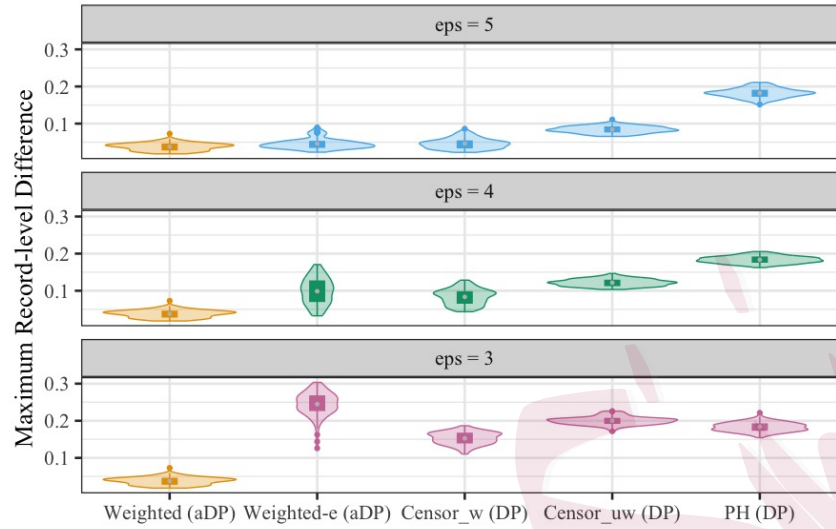 Maximum Record-level Difference
eps = 5
0.3
0.2
0.1
eps = 4
0.3
0.2
0.1
eps = 3
0.3
0.2
0.1
Weighted (aDP) Weighted-e (aDP) Censor_w (DP) Censor_uw (DP) PH (DP)